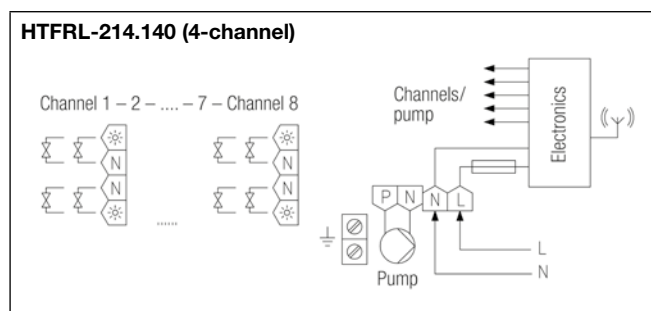 HTFRL-214.140 (4-channel)
Channel 1 – 2 - .... – 7 – Channel 8
N
N
......
N
N
Channels/
pump
Electronics
P N N L
Pump
L
N